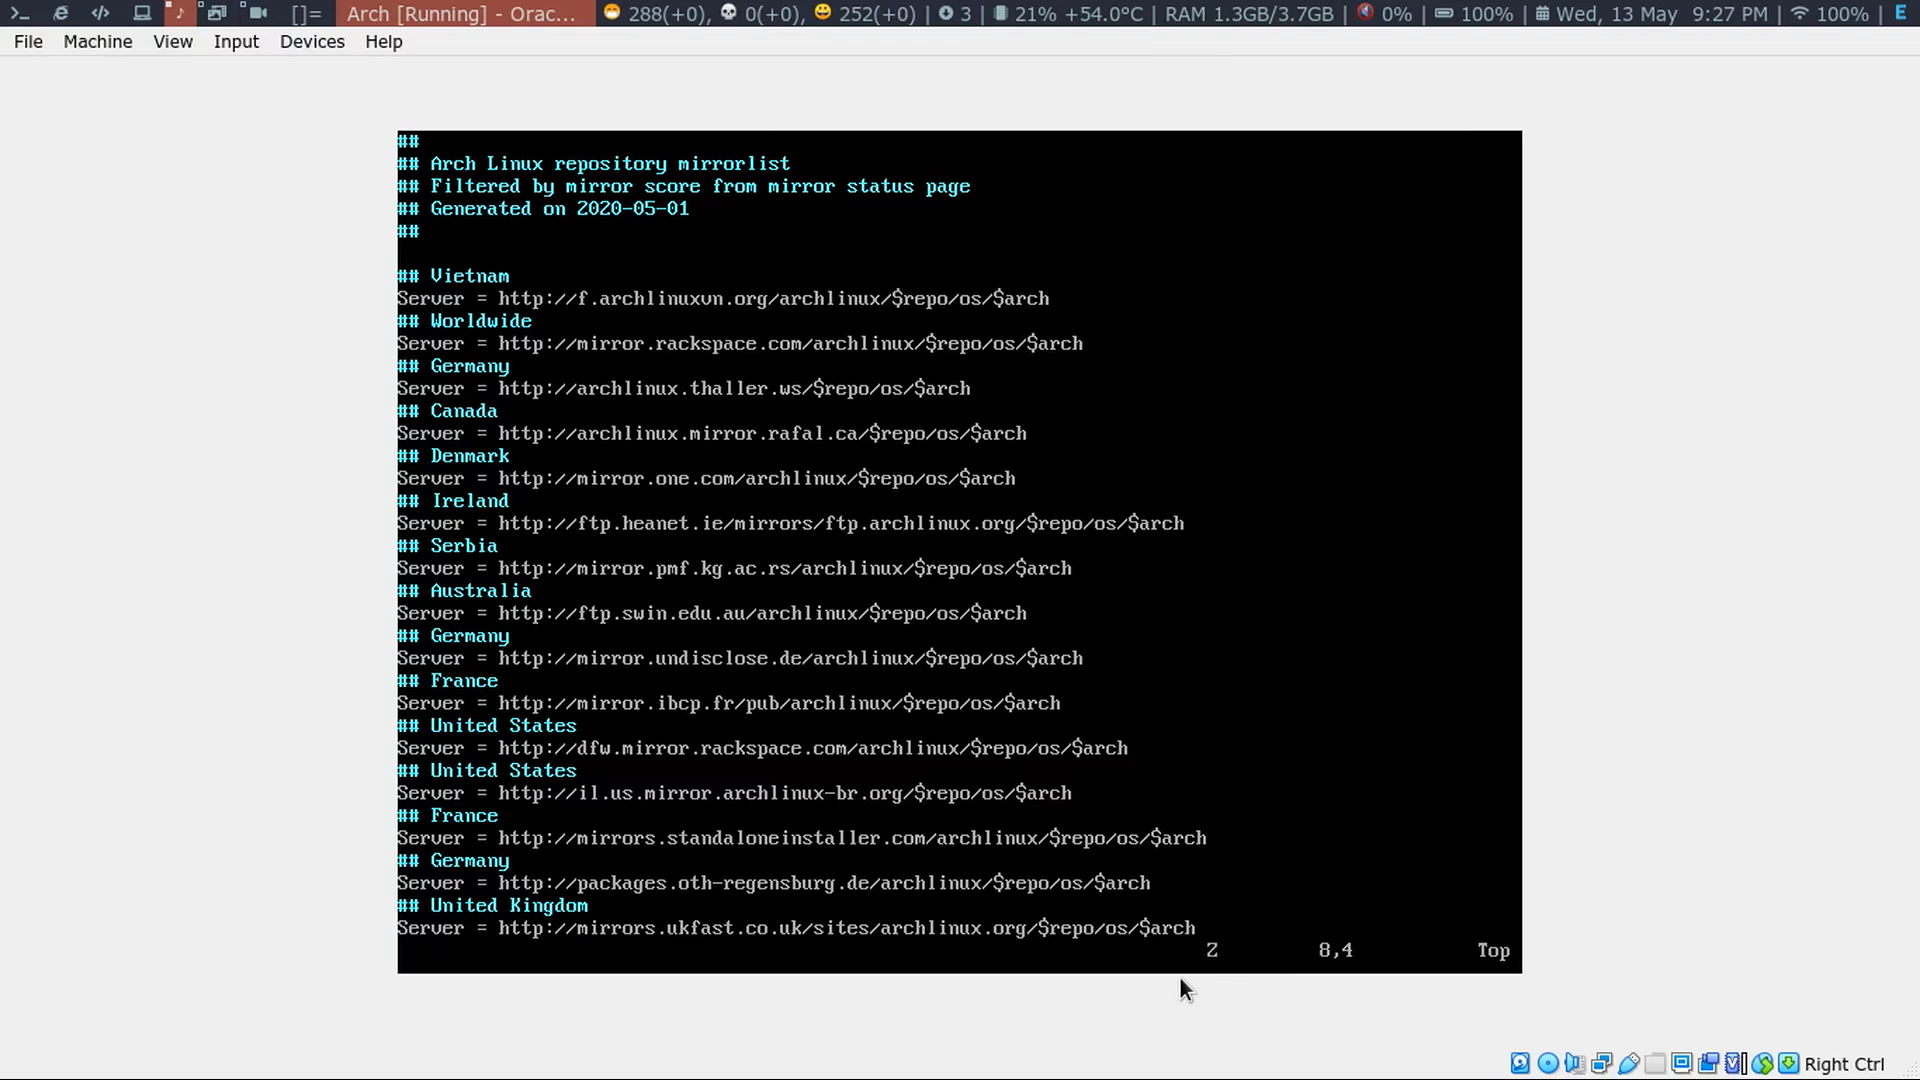 []= Arch [Running] - Orac... 288(+0), 0(+0), 252(+0) | 3 | 21% +54.0°C | RAM 1.3GB/3.7GB | 0% | 100% | Wed, 13 May 9:27 PM | 100% | E
File Machine View Input Devices Help
##
## Arch Linux repository mirrorlist
## Filtered by mirror score from mirror status page
## Generated on 2020-05-01
##
## Vietnam
Server = http://f.archlinuxvn.org/archlinux/$repo/os/$arch
## Worldwide
Server = http://mirror.rackspace.com/archlinux/$repo/os/$arch
## Germany
Server = http://archlinux.thaller.ws/$repo/os/$arch
## Canada
Server = http://archlinux.mirror.rafal.ca/$repo/os/$arch
## Denmark
Server = http://mirror.one.com/archlinux/$repo/os/$arch
## Ireland
Server = http://ftp.heanet.ie/mirrors/ftp.archlinux.org/$repo/os/$arch
## Serbia
Server = http://mirror.pmf.kg.ac.rs/archlinux/$repo/os/$arch
## Australia
Server = http://ftp.swin.edu.au/archlinux/$repo/os/$arch
## Germany
Server = http://mirror.undisclose.de/archlinux/$repo/os/$arch
## France
Server = http://mirror.ibcp.fr/pub/archlinux/$repo/os/$arch
## United States
Server = http://dfw.mirror.rackspace.com/archlinux/$repo/os/$arch
## United States
Server = http://il.us.mirror.archlinux-br.org/$repo/os/$arch
## France
Server = http://mirrors.standaloneinstaller.com/archlinux/$repo/os/$arch
## Germany
Server = http://packages.oth-regensburg.de/archlinux/$repo/os/$arch
## United Kingdom
Server = http://mirrors.ukfast.co.uk/sites/archlinux.org/$repo/os/$arch
Z 8,4 Top
Right Ctrl